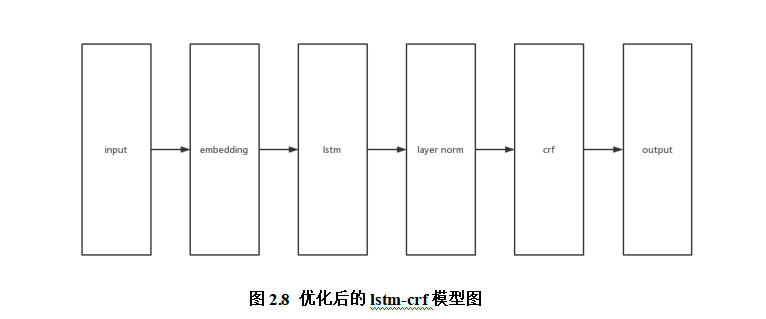 input
embedding
lstm
layer norm
crf
output
图 2.8 优化后的 lstm-crf 模型图